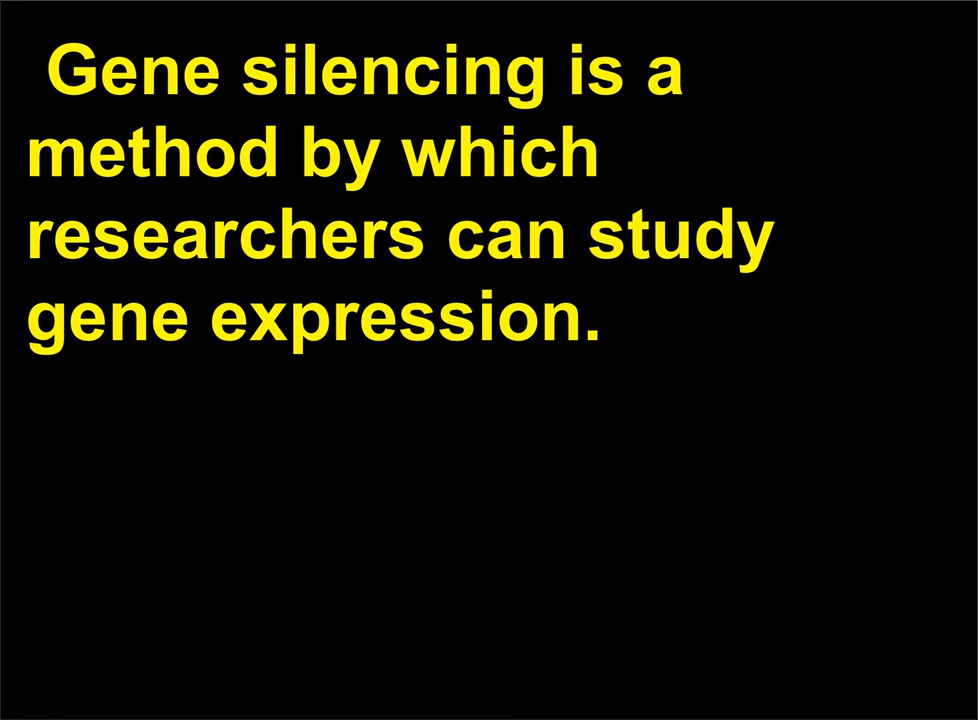 Gene silencing is a
method by which
researchers can study
gene expression.